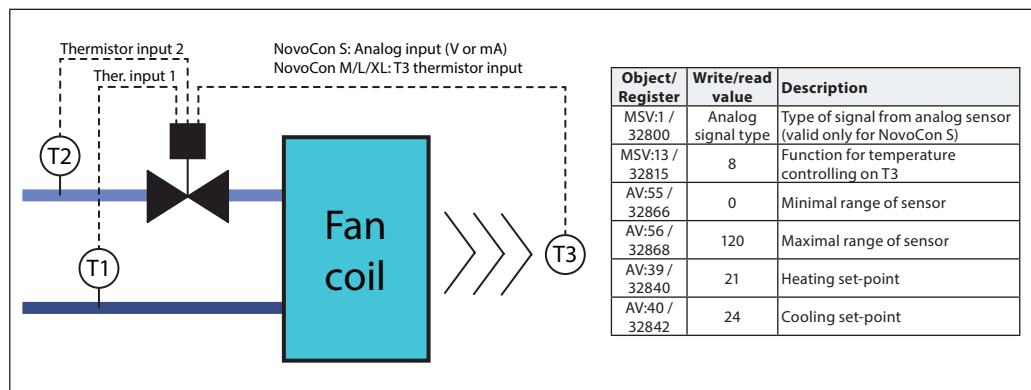 Thermistor input 2
Ther. input 1
NovoCon S: Analog input (V or mA)
NovoCon M/L/XL: T3 thermistor input
T2
T1
Fan
coil
T3
Object/ Write/read Description
Register value
MSV:1 / Analog Type of signal from analog sensor
32800 signal type (valid only for NovoCon S)
MSV:13 / 8 Function for temperature
32815 controlling on T3
AV:55 / 0 Minimal range of sensor
32866
AV:56 / 120 Maximal range of sensor
32868
AV:39 / 21 Heating set-point
32840
AV:40 / 24 Cooling set-point
32842